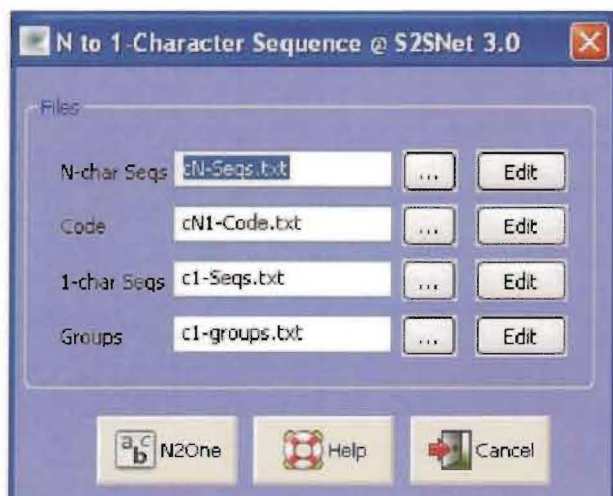 N to 1-Character Sequence @ S2SNet 3.0
Files
N-char Seqs cN-Seqs.txt ... Edit
Code cN1-Code.txt ... Edit
1-char Seqs c1-Seqs.txt ... Edit
Groups c1-groups.txt ... Edit
abc N2One Help Cancel